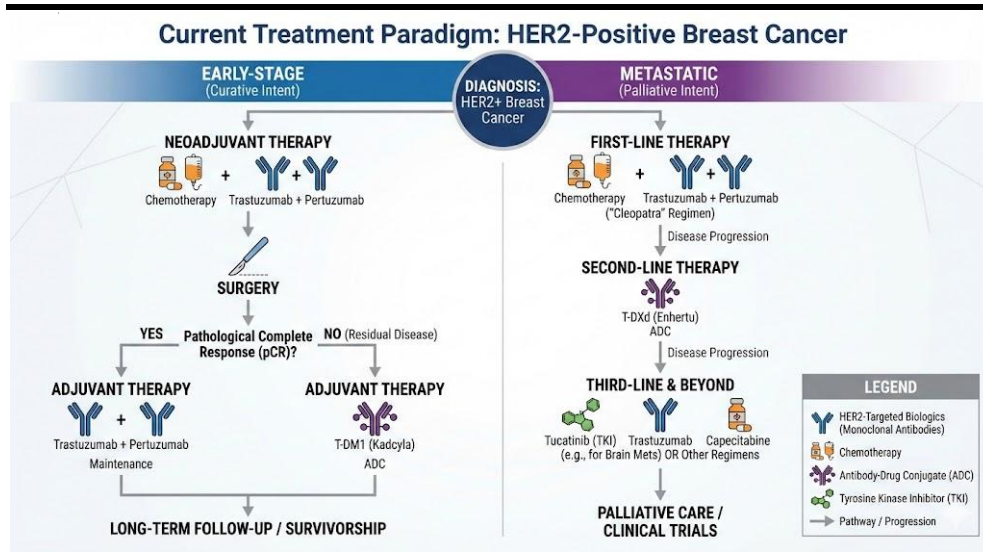 Current Treatment Paradigm: HER2-Positive Breast Cancer
EARLY-STAGE
(Curative Intent)
DIAGNOSIS:
HER2+ Breast
Cancer
METASTATIC
(Palliative Intent)
NEOADJUVANT THERAPY
+
+
Chemotherapy
Trastuzumab + Pertuzumab
SURGERY
YES
Pathological Complete
Response (pCR)?
NO (Residual Disease)
ADJUVANT THERAPY
+
Trastuzumab + Pertuzumab
Maintenance
ADJUVANT THERAPY
T-DM1 (Kadcyla)
ADC
LONG-TERM FOLLOW-UP / SURVIVORSHIP
FIRST-LINE THERAPY
+
+
Chemotherapy
Trastuzumab + Pertuzumab
("Cleopatra" Regimen)
Disease Progression
SECOND-LINE THERAPY
T-DXd (Enhertu)
ADC
Disease Progression
THIRD-LINE & BEYOND
Tucatinib (TKI)
Trastuzumab
Capecitabine
(e.g., for Brain Mets) OR Other Regimens
PALLIATIVE CARE /
CLINICAL TRIALS
LEGEND
HER2-Targeted Biologics
(Monoclonal Antibodies)
Chemotherapy
Antibody-Drug Conjugate (ADC)
Tyrosine Kinase Inhibitor (TKI)
Pathway / Progression